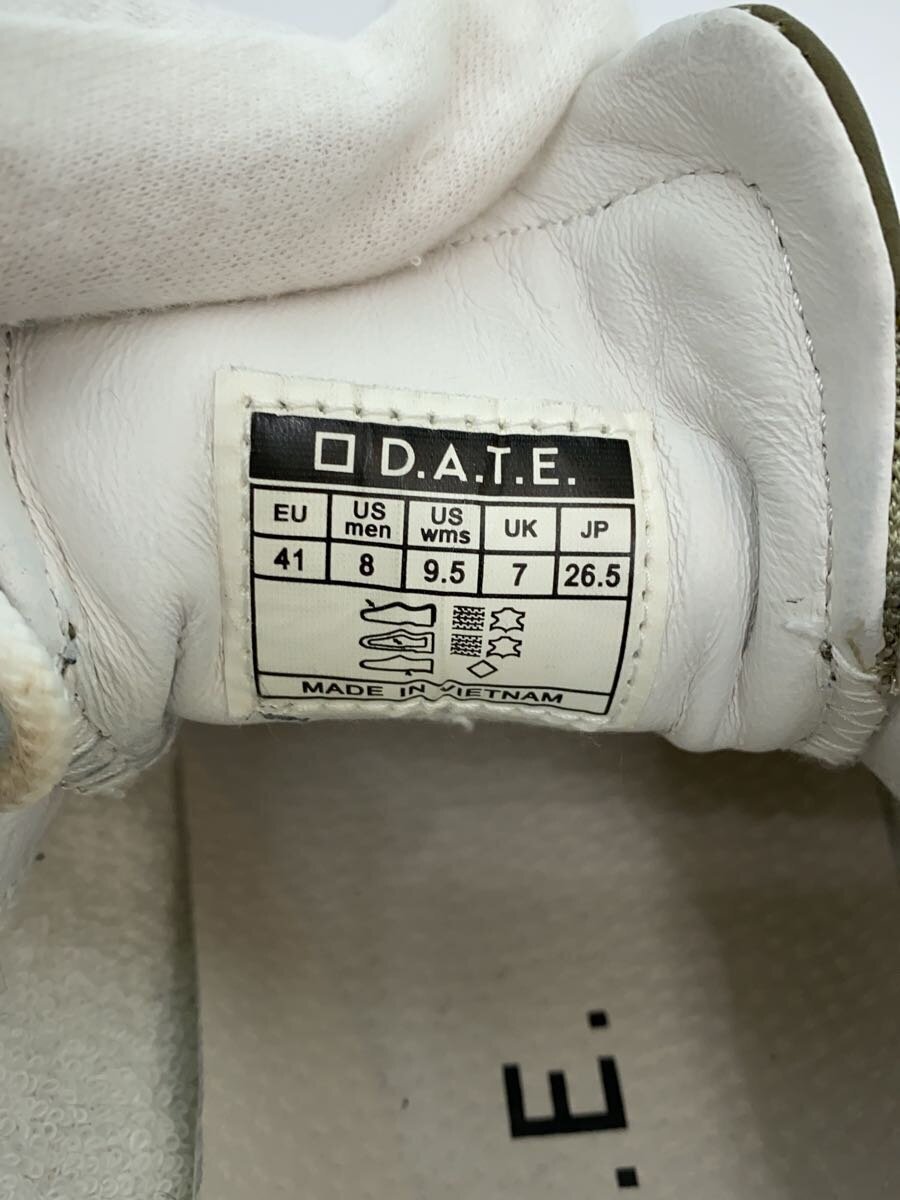 D.A.T.E.
EU US men US wms UK JP
41 8 9.5 7 26.5
MADE IN VIETNAM
.E.